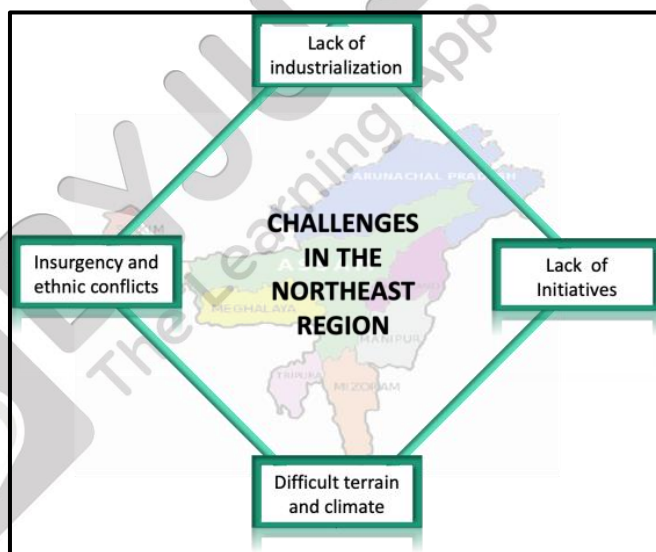 Lack of
industrialization
ARUNACHAL PRADESH
CHALLENGES
IN THE
NORTHEAST
REGION
Insurgency and
ethnic conflicts
Lack of
Initiatives
MEGHALAYA
MANIPUR
TRIPURA
MIZORAM
Difficult terrain
and climate
The Learning App